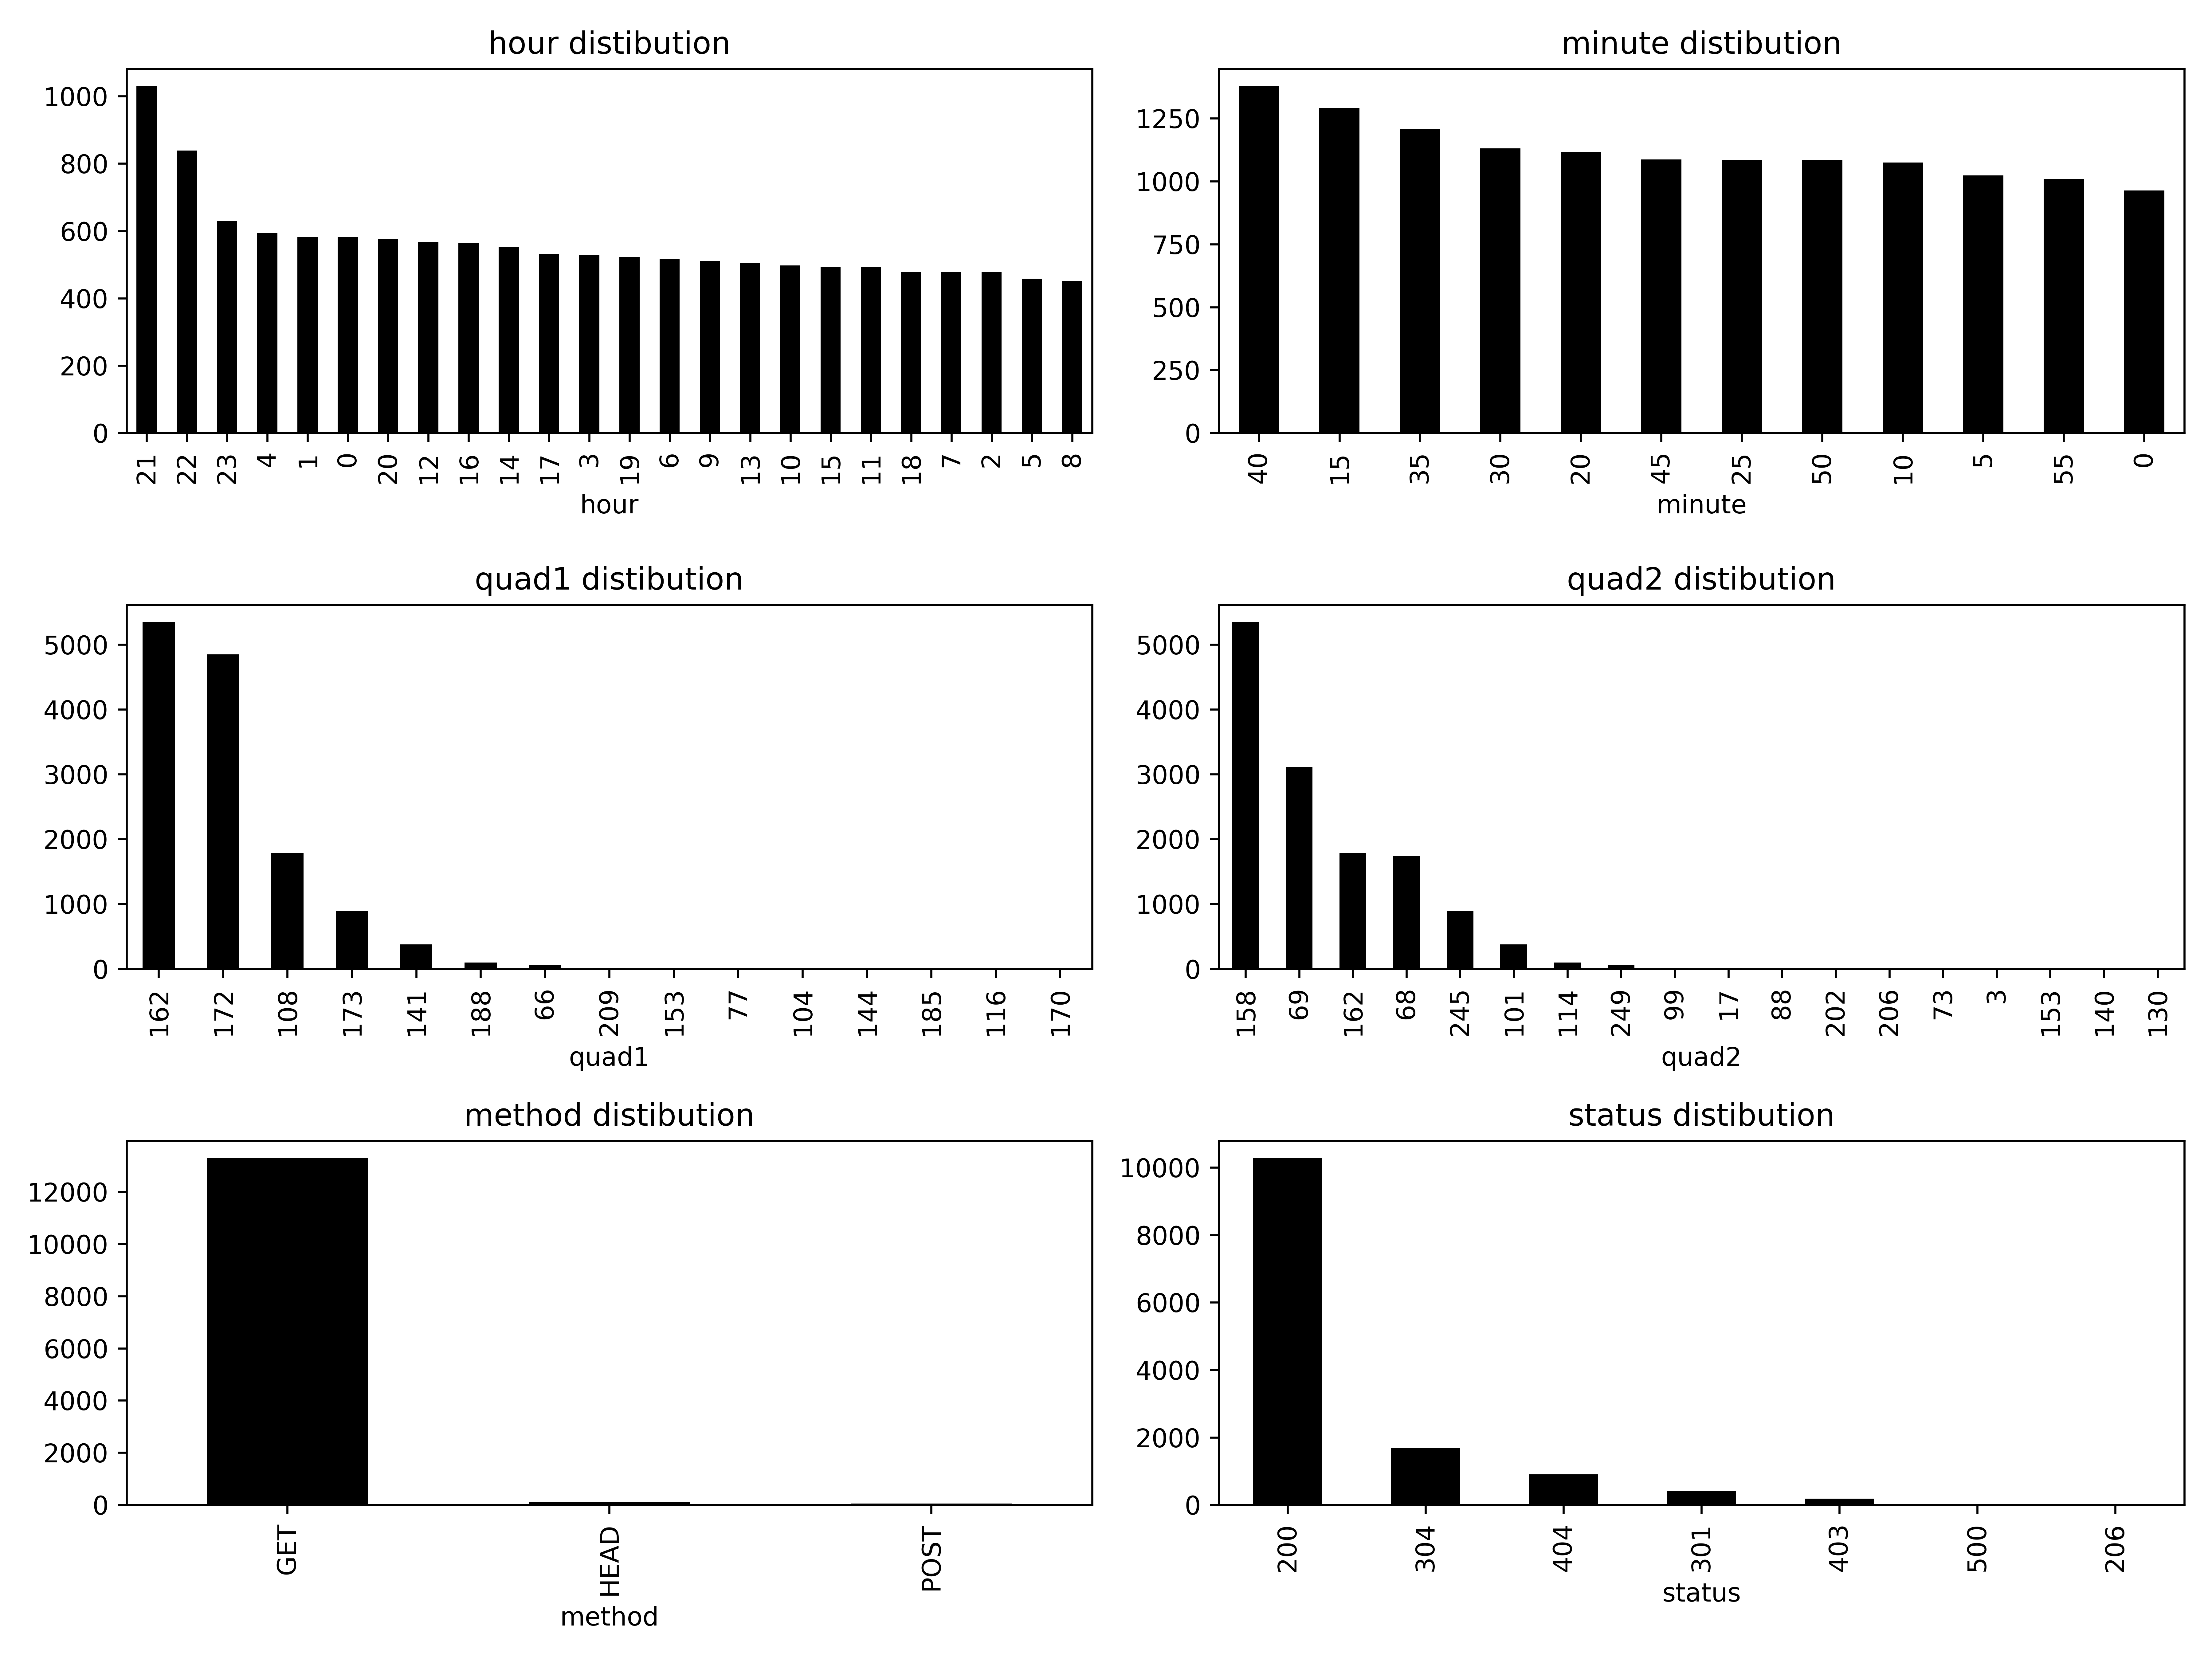 hour distibution
1000
800
600
400
200
0
21 22 23 4 1 0 20 12 16 14 17 3 19 6 9 13 10 15 11 18 7 2 5 8
hour
minute distibution
1250
1000
750
500
250
0
40 15 35 30 20 45 25 50 10 5 55 0
minute
quad1 distibution
5000
4000
3000
2000
1000
0
162 172 108 173 141 188 66 209 153 77 104 144 185 116 170
quad1
quad2 distibution
5000
4000
3000
2000
1000
0
158 69 162 68 245 101 114 249 99 17 88 202 206 73 3 153 140 130
quad2
method distibution
12000
10000
8000
6000
4000
2000
0
GET HEAD POST
method
status distibution
10000
8000
6000
4000
2000
0
200 304 404 301 403 500 206
status